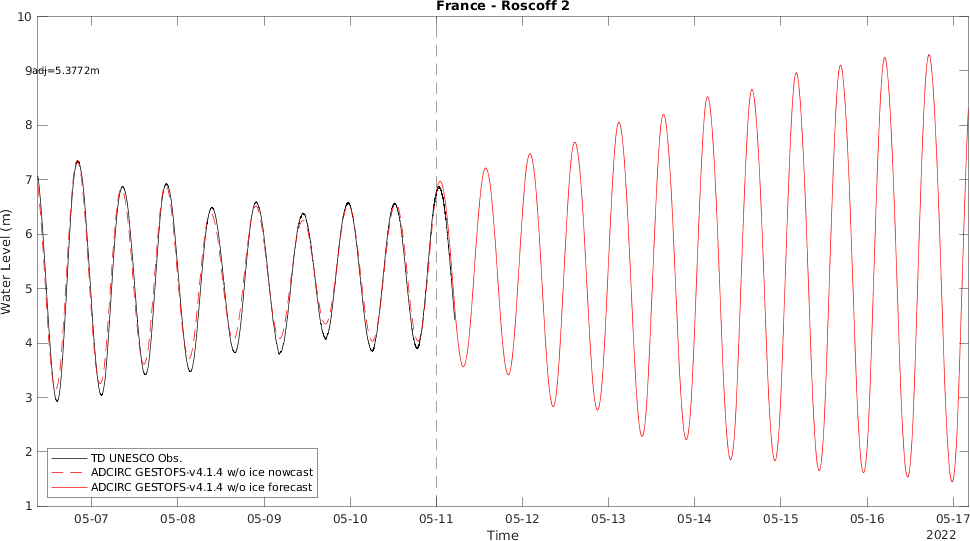 France - Roscoff 2
10
9
adj=5.3772m
8
7
6
5
4
3
2
1
Water Level (m)
TD UNESCO Obs.
ADCIRC GESTOFS-v4.1.4 w/o ice nowcast
ADCIRC GESTOFS-v4.1.4 w/o ice forecast
05-07 05-08 05-09 05-10 05-11 05-12 05-13 05-14 05-15 05-16 05-17
Time
2022